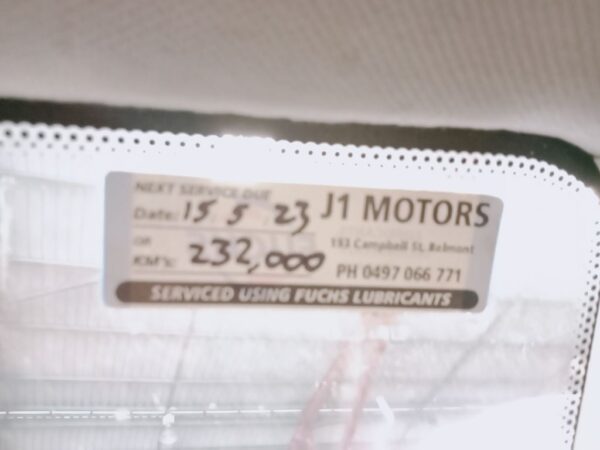 NEXT SERVICE DUE
Date: 15 5 23
J1 MOTORS
OR
193 Campbell St, Belmont
KM's: 232,000
PH 0497 066 771
SERVICED USING FUCHS LUBRICANTS